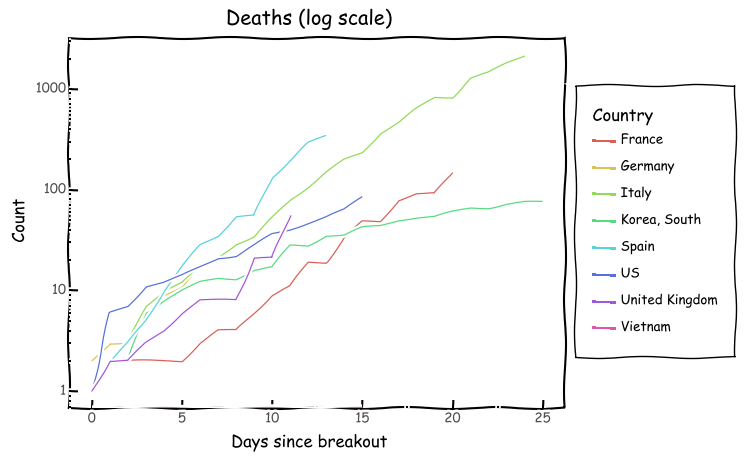 Deaths (log scale)
1000
100
10
1
Count
0 5 10 15 20 25
Days since breakout
Country
France
Germany
Italy
Korea, South
Spain
US
United Kingdom
Vietnam